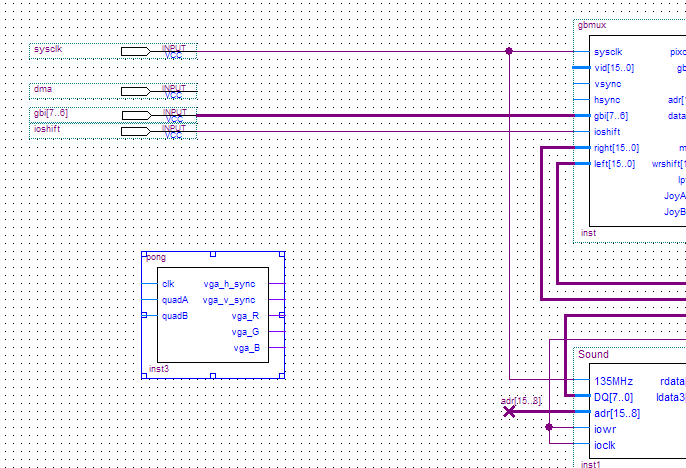 gbmux
sysclk INPUT VCC
sysclk pixc
dma INPUT VCC
vid[15..0] gb
vsync
hsync adr[
gbi[7..6] INPUT VCC
gbi[7..6] data
ioshift INPUT VCC
ioshift
right[15..0] m
left[15..0] wrshift[1
lp
JoyA
JoyB
inst
pong
clk vga_h_sync
quadA vga_v_sync
quadB vga_R
vga_G
vga_B
inst3
Sound
135MHz rdata
DQ[7..0] ldata3
adr[15..8]
adr[15..8]
iowr
ioclk
inst1